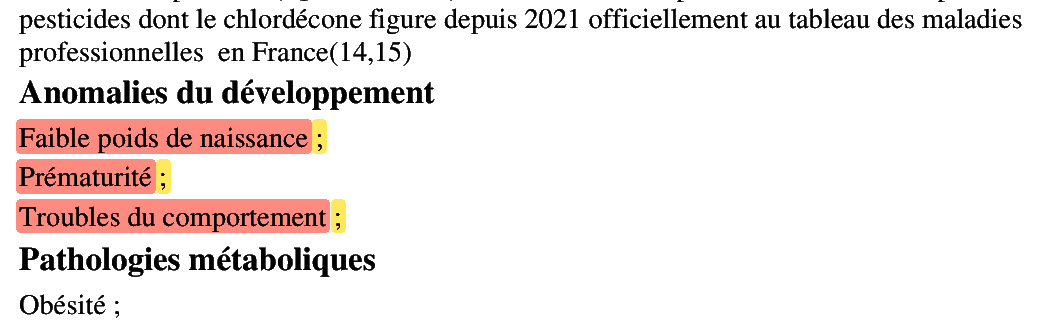 pesticides dont le chlordécone figure depuis 2021 officiellement au tableau des maladies
professionnelles  en France(14,15)
Anomalies du développement
Faible poids de naissance ;
Prématurité ;
Troubles du comportement ;
Pathologies métaboliques
Obésité ;